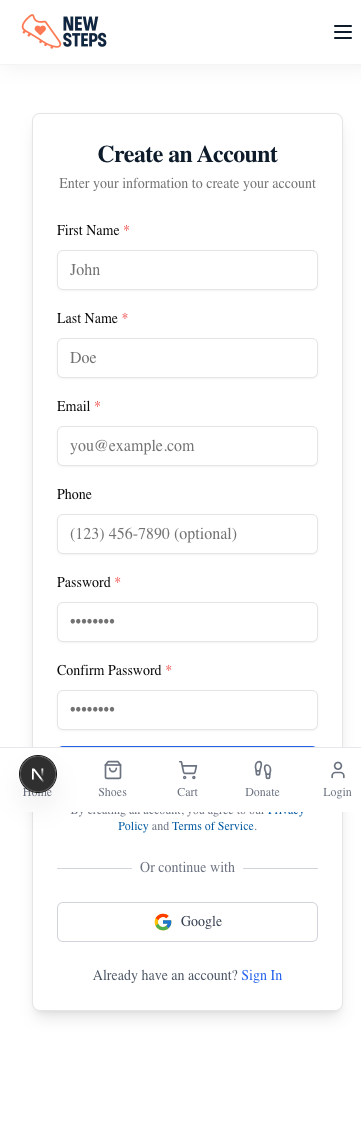 NEW
STEPS
Create an Account
Enter your information to create your account
First Name *
John
Last Name *
Doe
Email *
you@example.com
Phone
(123) 456-7890 (optional)
Password *
••••••••
Confirm Password *
••••••••
N
Home
Shoes
Cart
Donate
Login
By creating an account, you agree to our Privacy
Policy and Terms of Service.
Or continue with
Google
Already have an account? Sign In